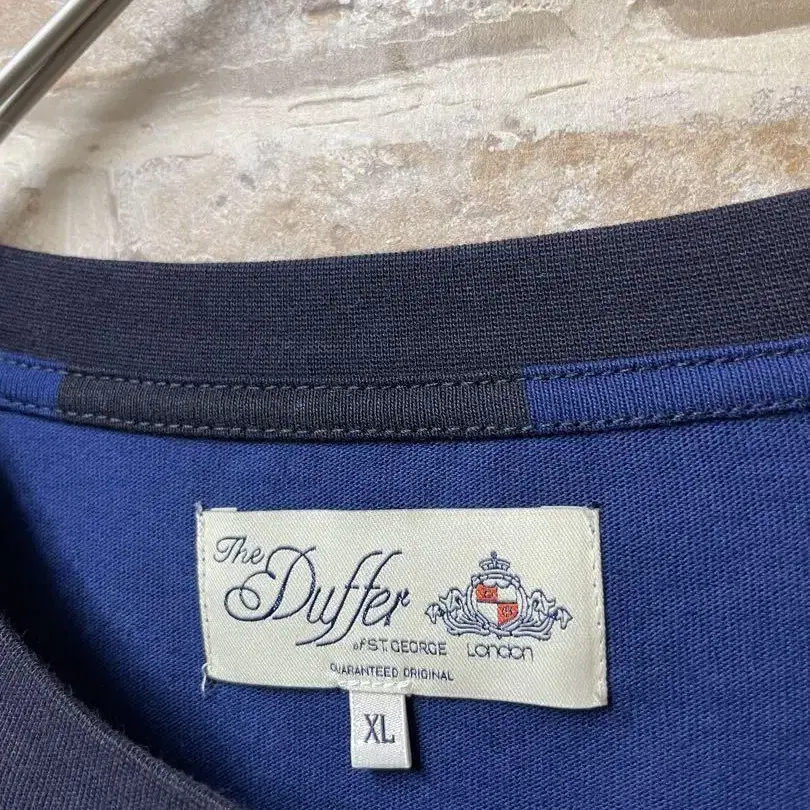 The
Duffer
of ST. GEORGE London
GUARANTEED ORIGINAL
XL